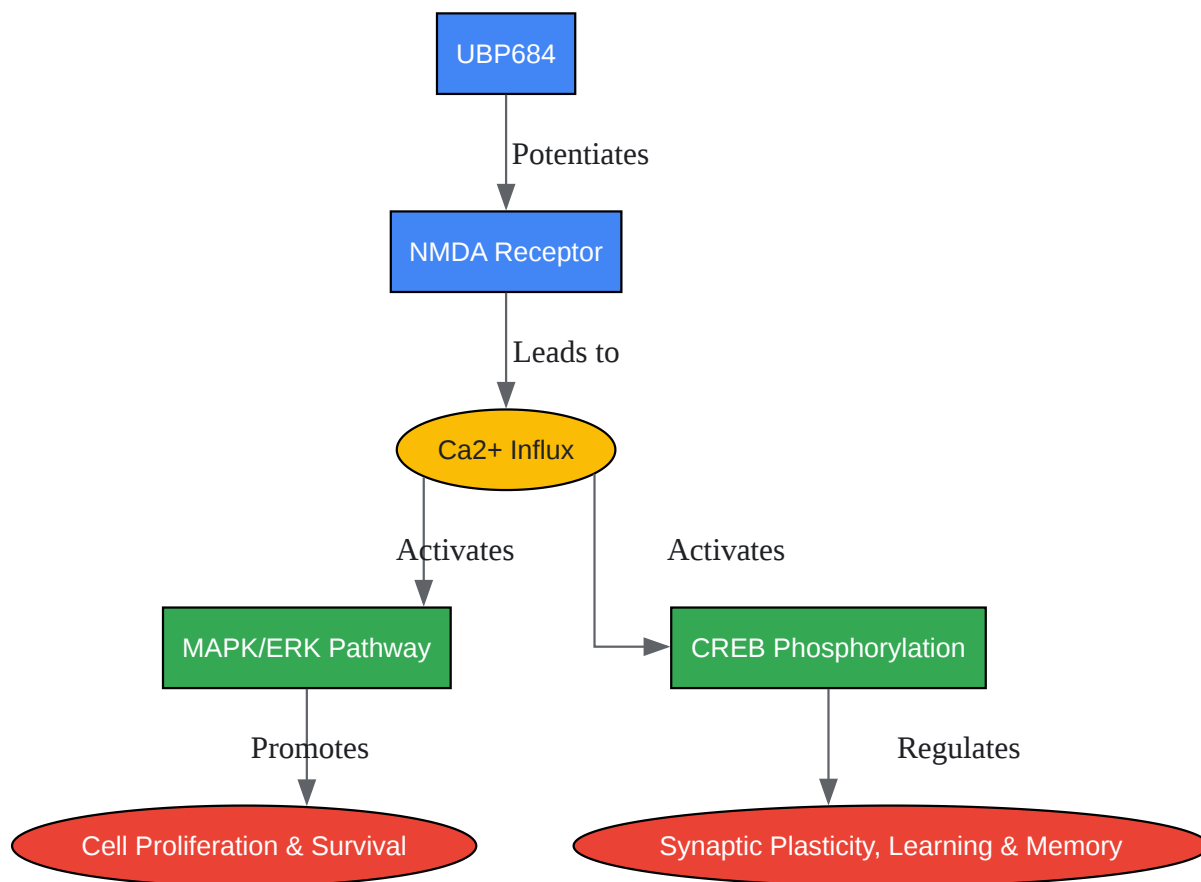 UBP684
Potentiates
NMDA Receptor
Leads to
Ca2+ Influx
Activates
Activates
MAPK/ERK Pathway
CREB Phosphorylation
Promotes
Regulates
Cell Proliferation & Survival
Synaptic Plasticity, Learning & Memory